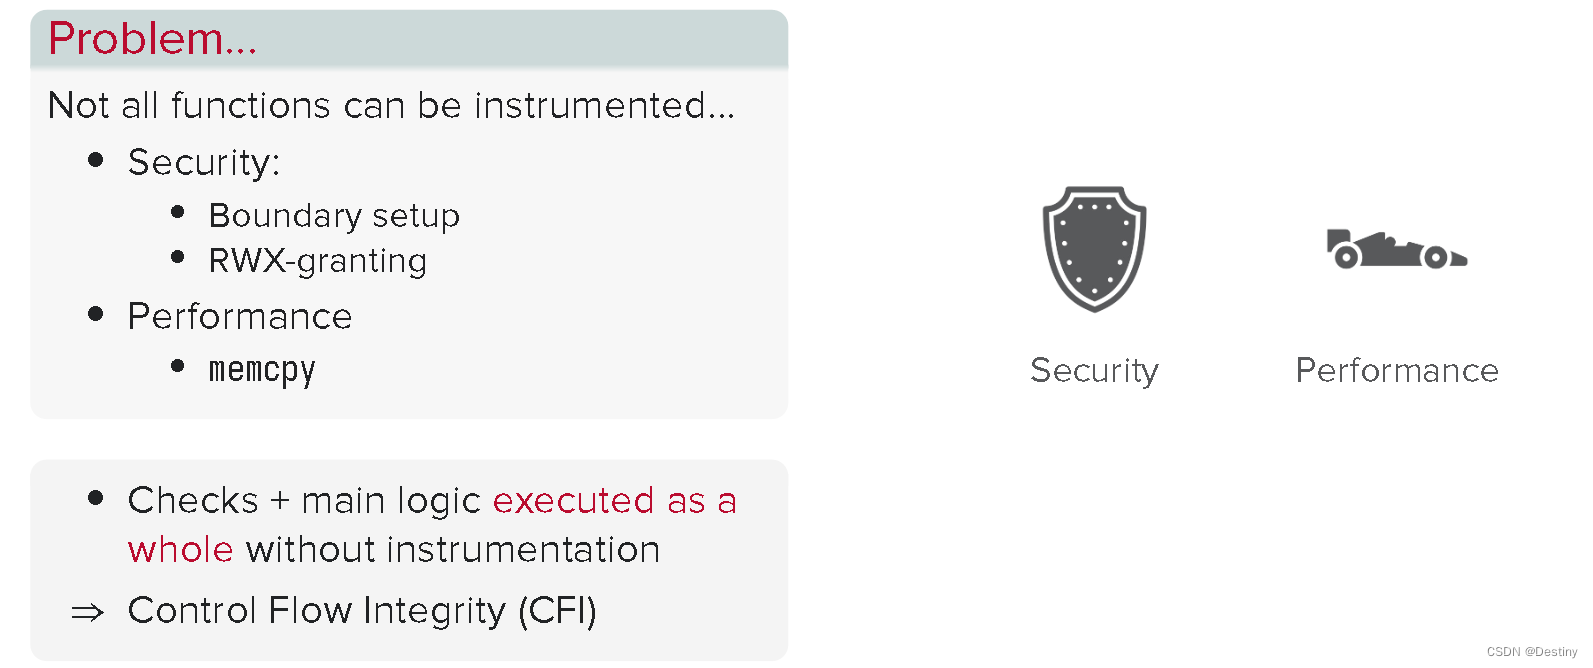 Problem...
Not all functions can be instrumented...
• Security:
• Boundary setup
• RWX-granting
• Performance
• memcpy
Security
Performance
• Checks + main logic executed as a
whole without instrumentation
⇒ Control Flow Integrity (CFI)
CSDN @Destiny